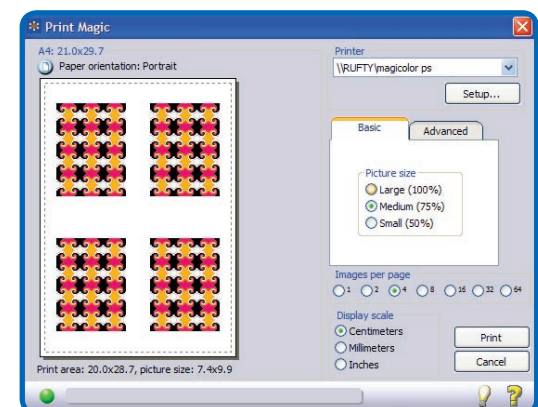 Print Magic
A4: 21.0x29.7
Paper orientation: Portrait
Print area: 20.0x28.7, picture size: 7.4x9.9
Printer
\\RUFTY\magicolor ps
Setup...
Basic
Advanced
Picture size
Large (100%)
Medium (75%)
Small (50%)
Images per page
1 2 4 8 16 32 64
Display scale
Centimeters
Millimeters
Inches
Print
Cancel